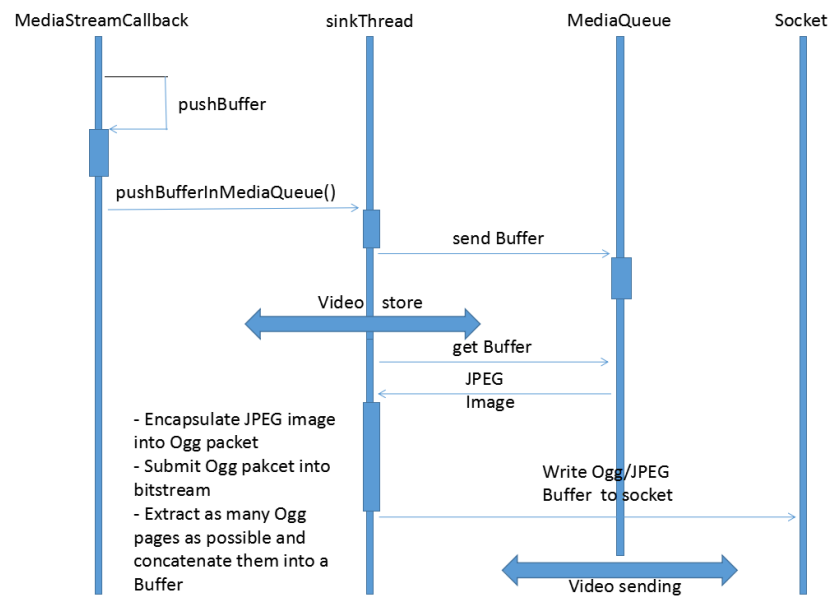 MediaStreamCallback
sinkThread
MediaQueue
Socket
pushBuffer
pushBufferInMediaQueue()
send Buffer
Video store
get Buffer
JPEG
Image
- Encapsulate JPEG image
into Ogg packet
- Submit Ogg pakcet into
bitstream
- Extract as many Ogg
pages as possible and
concatenate them into a
Buffer
Write Ogg/JPEG
Buffer to socket
Video sending